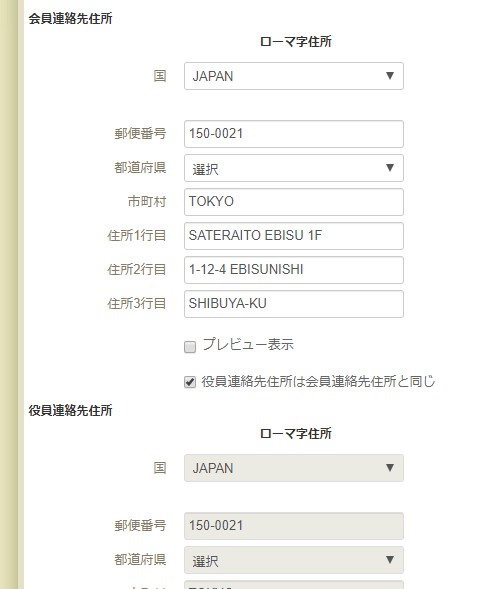 会員連絡先住所
ローマ字住所
国 JAPAN
郵便番号 150-0021
都道府県 選択
市町村 TOKYO
住所1行目 SATERAITO EBISU 1F
住所2行目 1-12-4 EBISUNISHI
住所3行目 SHIBUYA-KU
プレビュー表示
役員連絡先住所は会員連絡先住所と同じ
役員連絡先住所
ローマ字住所
国 JAPAN
郵便番号 150-0021
都道府県 選択